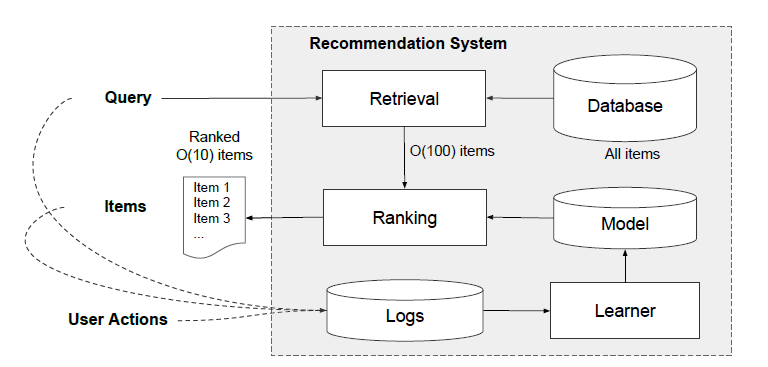 Recommendation System
Query
Retrieval
Database
Ranked
O(10) items
O(100) items
All items
Items
Item 1
Item 2
Item 3
...
Ranking
Model
User Actions
Logs
Learner